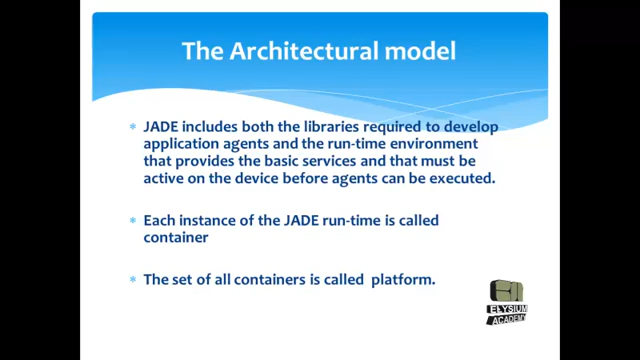 The Architectural model
JADE includes both the libraries required to develop
application agents and the run-time environment
that provides the basic services and that must be
active on the device before agents can be executed.
Each instance of the JADE run-time is called
container
The set of all containers is called platform.
ELYSIUM
ACADEMY